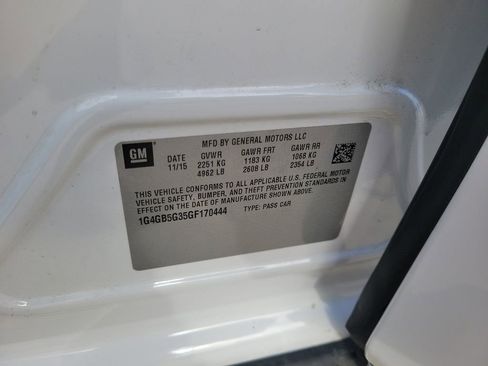 MFD BY GENERAL MOTORS LLC
GM
DATE GVWR GAWR FRT GAWR RR
11/15 2251 KG 1183 KG 1068 KG
4962 LB 2608 LB 2354 LB
THIS VEHICLE CONFORMS TO ALL APPLICABLE U.S. FEDERAL MOTOR
VEHICLE SAFETY, BUMPER, AND THEFT PREVENTION STANDARDS IN
EFFECT ON THE DATE OF MANUFACTURE SHOWN ABOVE.
1G4GB5G35GF170444 TYPE: PASS CAR